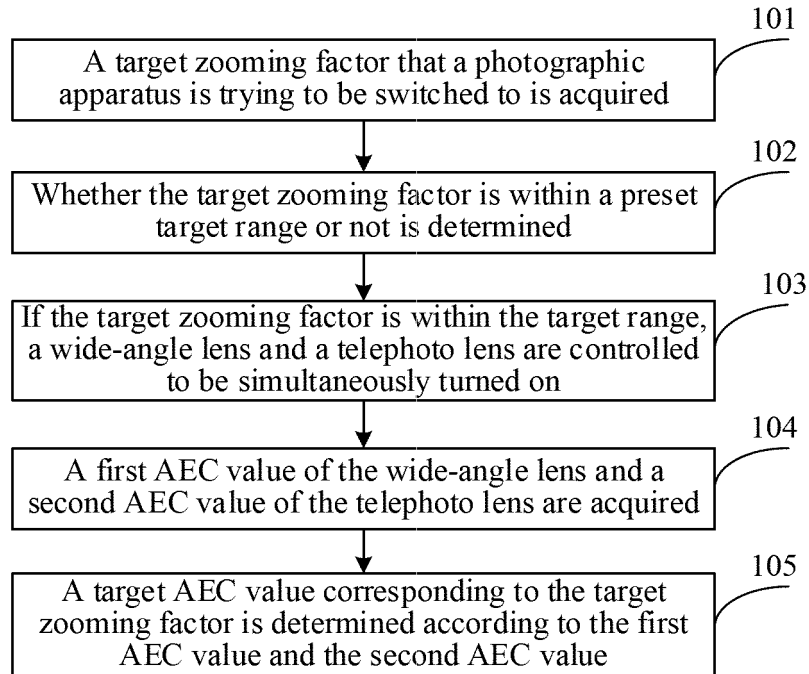 101
A target zooming factor that a photographic
apparatus is trying to be switched to is acquired
102
Whether the target zooming factor is within a preset
target range or not is determined
103
If the target zooming factor is within the target range,
a wide-angle lens and a telephoto lens are controlled
to be simultaneously turned on
104
A first AEC value of the wide-angle lens and a
second AEC value of the telephoto lens are acquired
105
A target AEC value corresponding to the target
zooming factor is determined according to the first
AEC value and the second AEC value